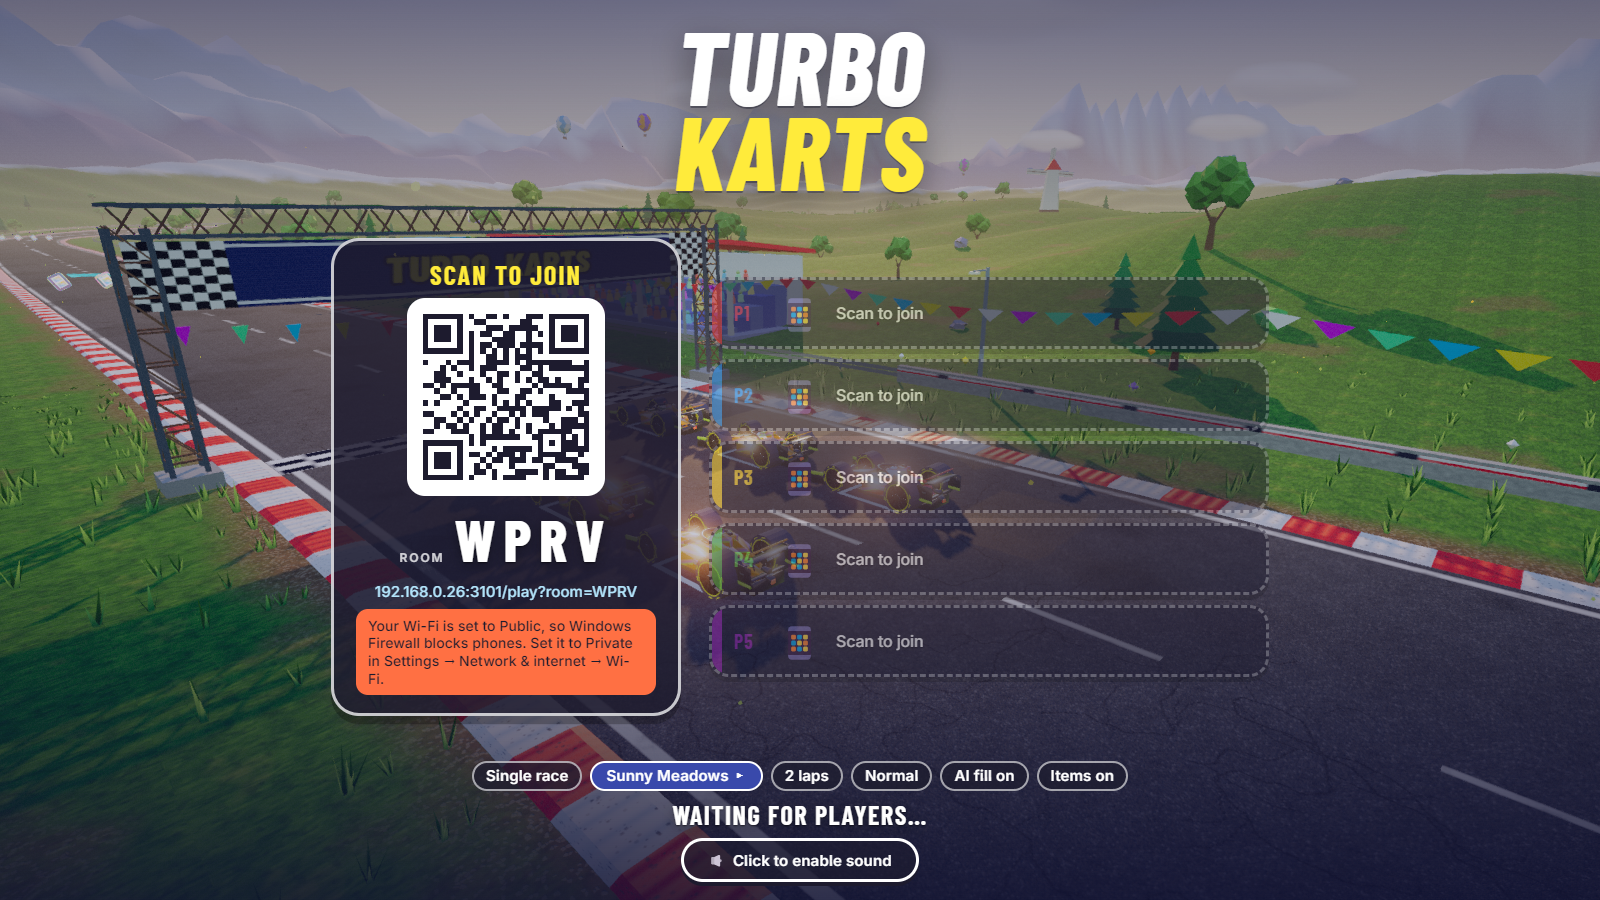 TURBO
KARTS
TURBO KARTS
SCAN TO JOIN
ROOM WPRV
192.168.0.26:3101/play?room=WPRV
Your Wi-Fi is set to Public, so Windows
Firewall blocks phones. Set it to Private
in Settings → Network & internet → Wi-
Fi.
P1 Scan to join
P2 Scan to join
P3 Scan to join
P4 Scan to join
P5 Scan to join
Single race
Sunny Meadows ▸
2 laps
Normal
AI fill on
Items on
WAITING FOR PLAYERS...
Click to enable sound